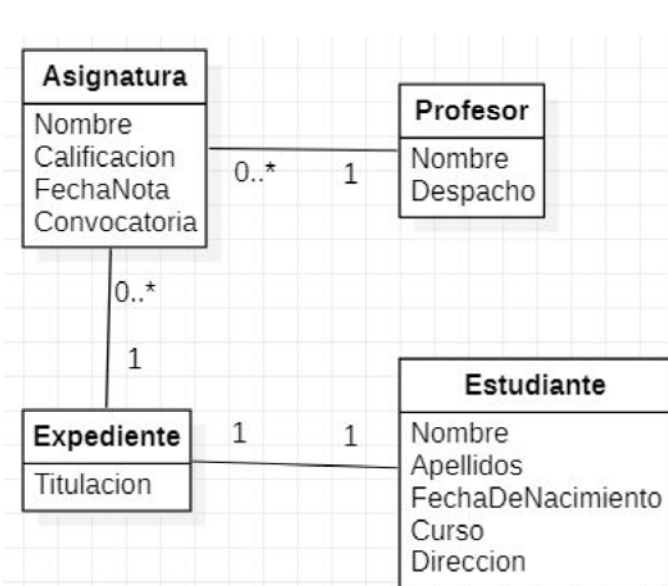 Asignatura
Nombre
Calificacion
FechaNota
Convocatoria
0..*
1
Profesor
Nombre
Despacho
0..*
1
Expediente
Titulacion
1
1
Estudiante
Nombre
Apellidos
FechaDeNacimiento
Curso
Direccion